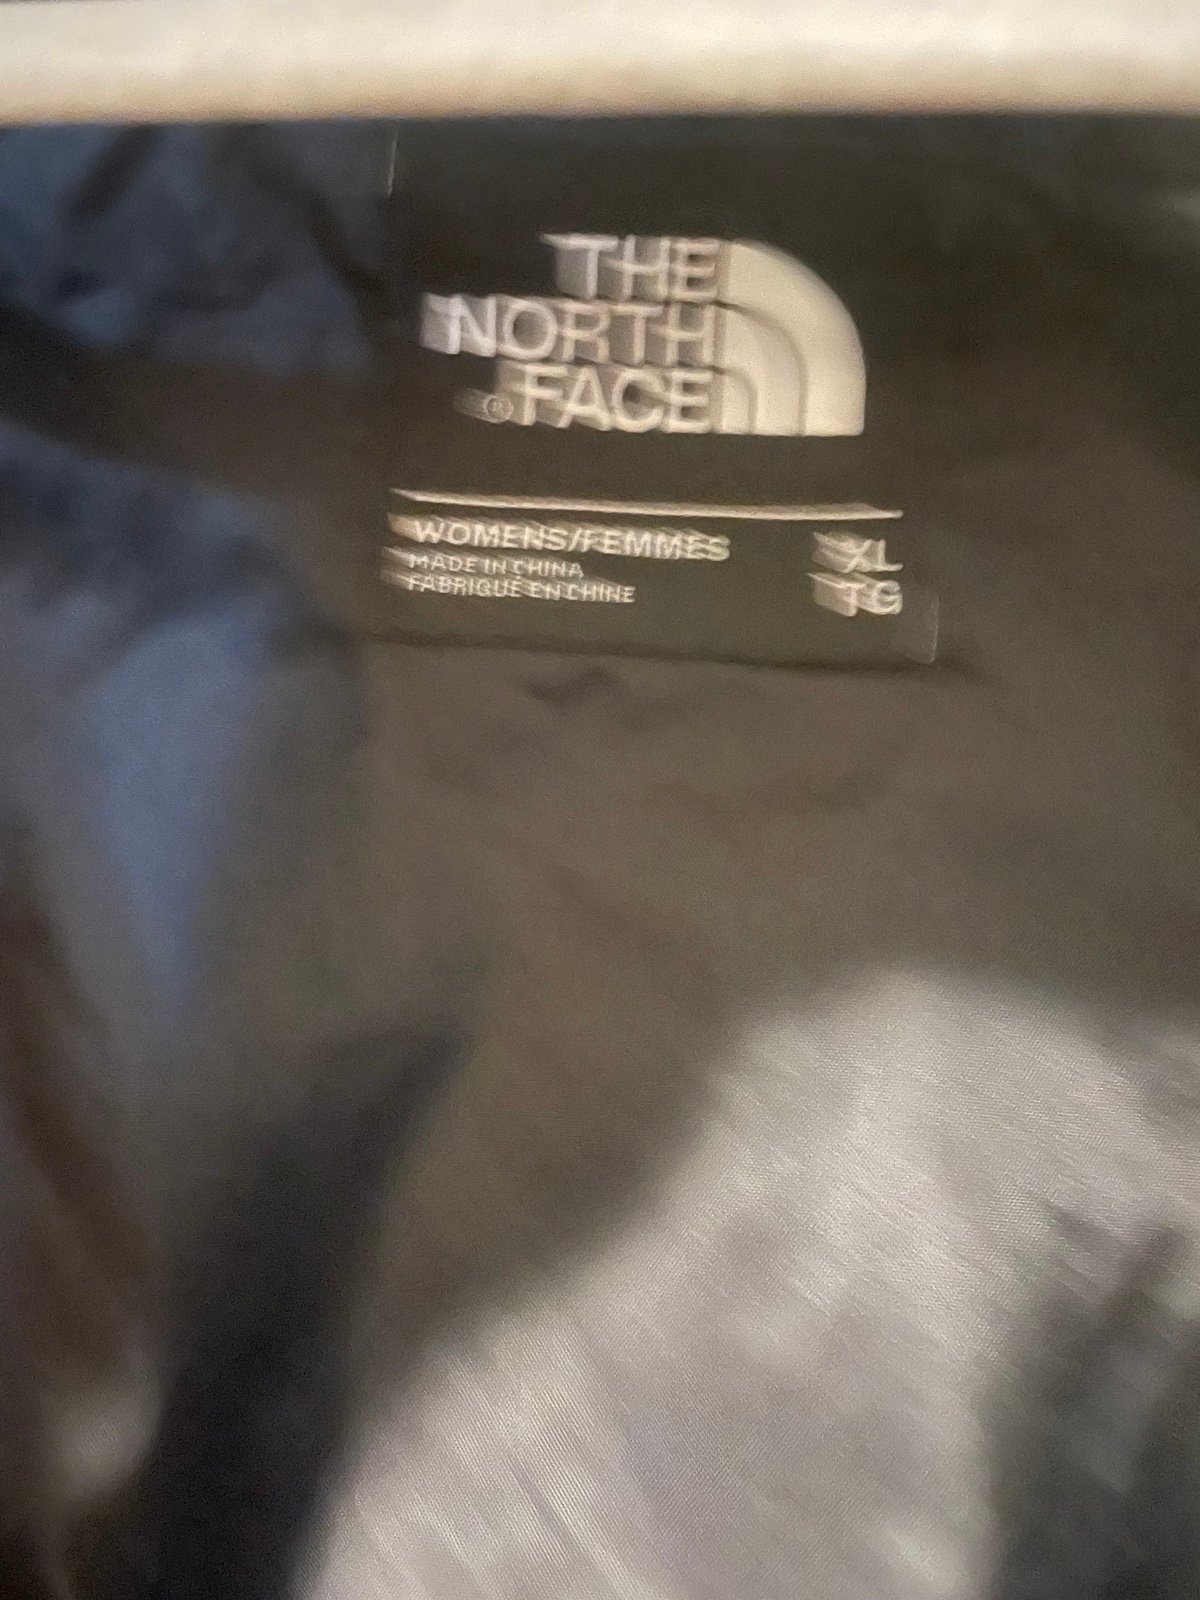 THE
NORTH
® FACE
WOMENS/FEMMES XL
MADE IN CHINA TG
FABRIQUÉ EN CHINE